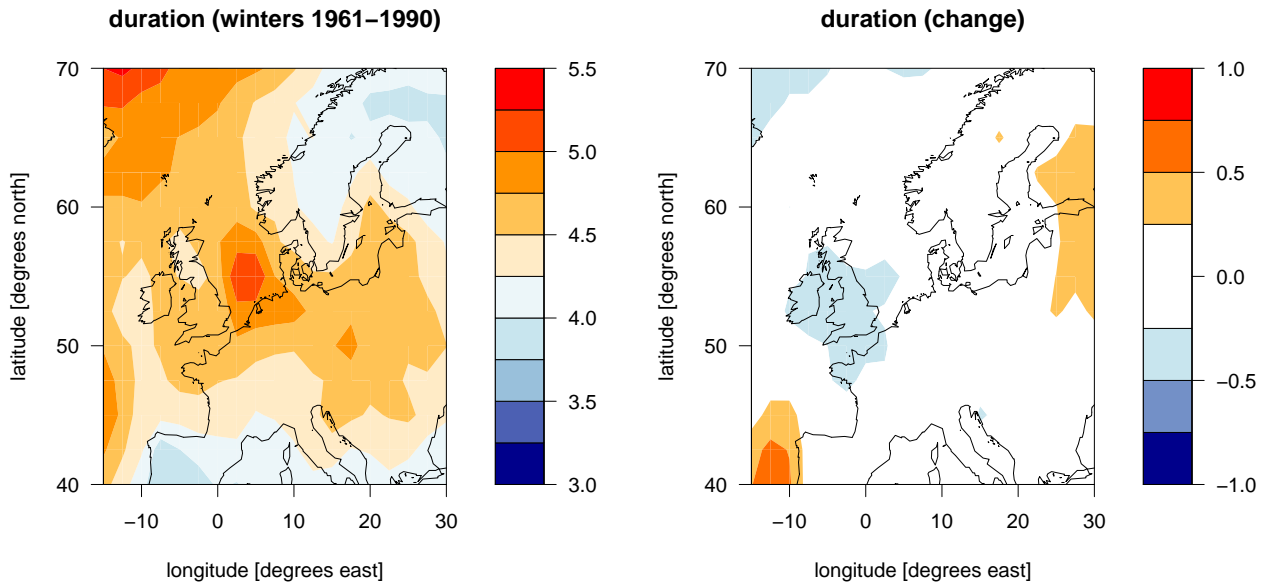 duration (winters 1961−1990)
latitude [degrees north]
70
60
50
40
−10 0 10 20 30
longitude [degrees east]
5.5
5.0
4.5
4.0
3.5
3.0
duration (change)
latitude [degrees north]
70
60
50
40
−10 0 10 20 30
longitude [degrees east]
1.0
0.5
0.0
−0.5
−1.0